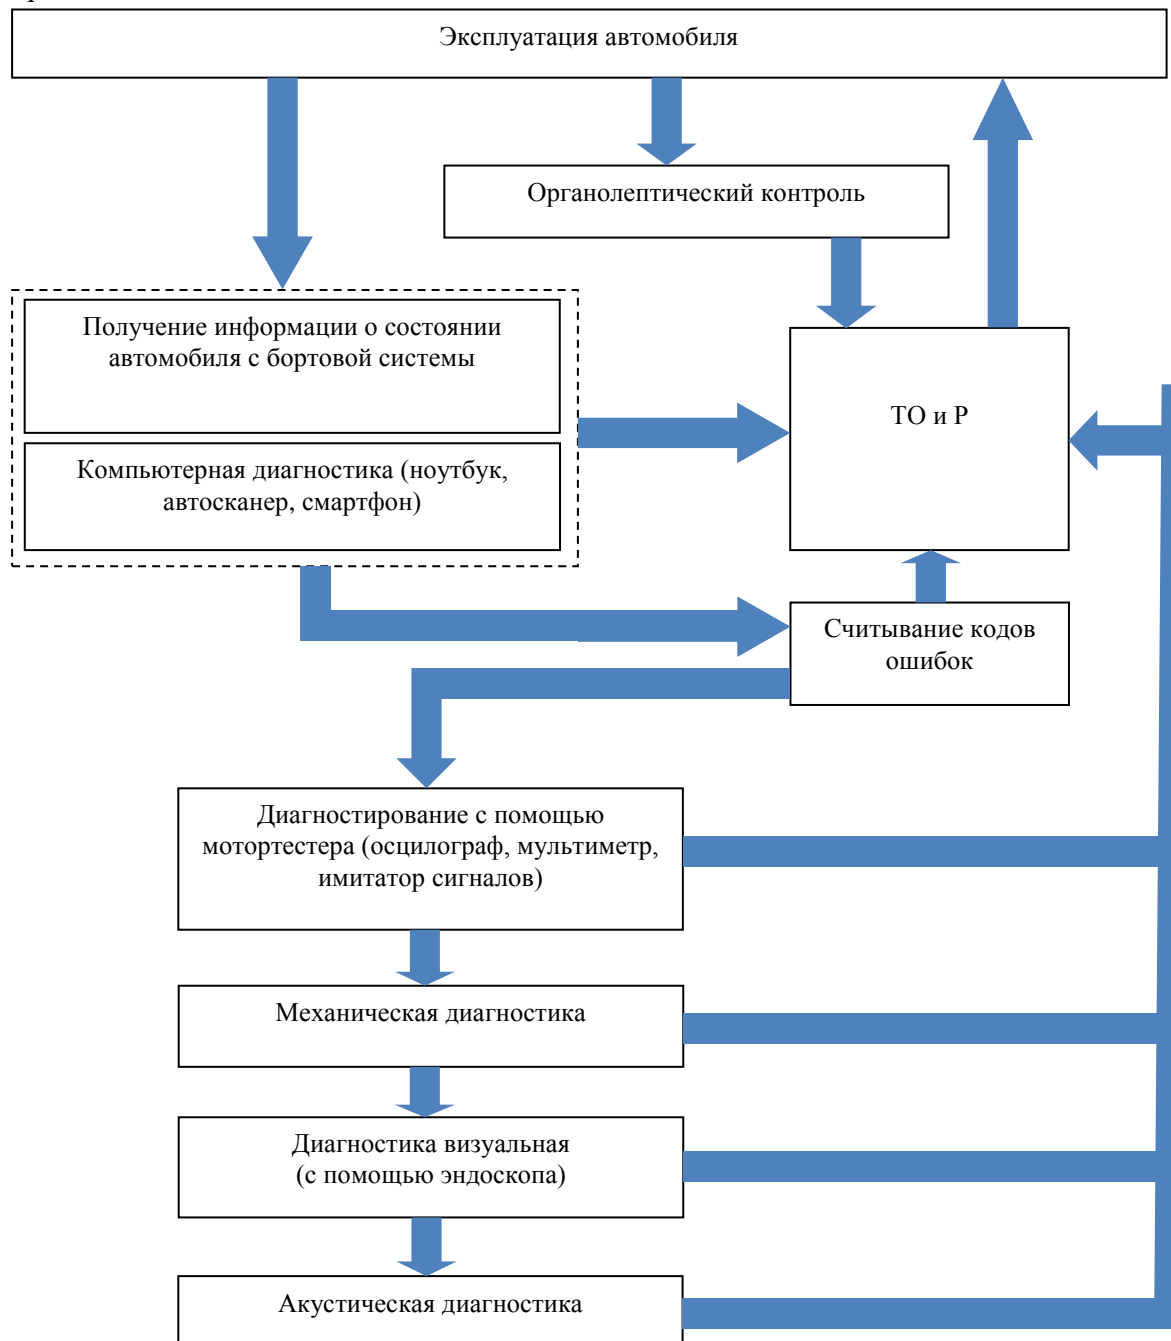 Эксплуатация автомобиля
Органолептический контроль
Получение информации о состоянии
автомобиля с бортовой системы
ТО и Р
Компьютерная диагностика (ноутбук,
автосканер, смартфон)
Считывание кодов
ошибок
Диагностирование с помощью
мотортестера (осцилограф, мультиметр,
имитатор сигналов)
Механическая диагностика
Диагностика визуальная
(с помощью эндоскопа)
Акустическая диагностика